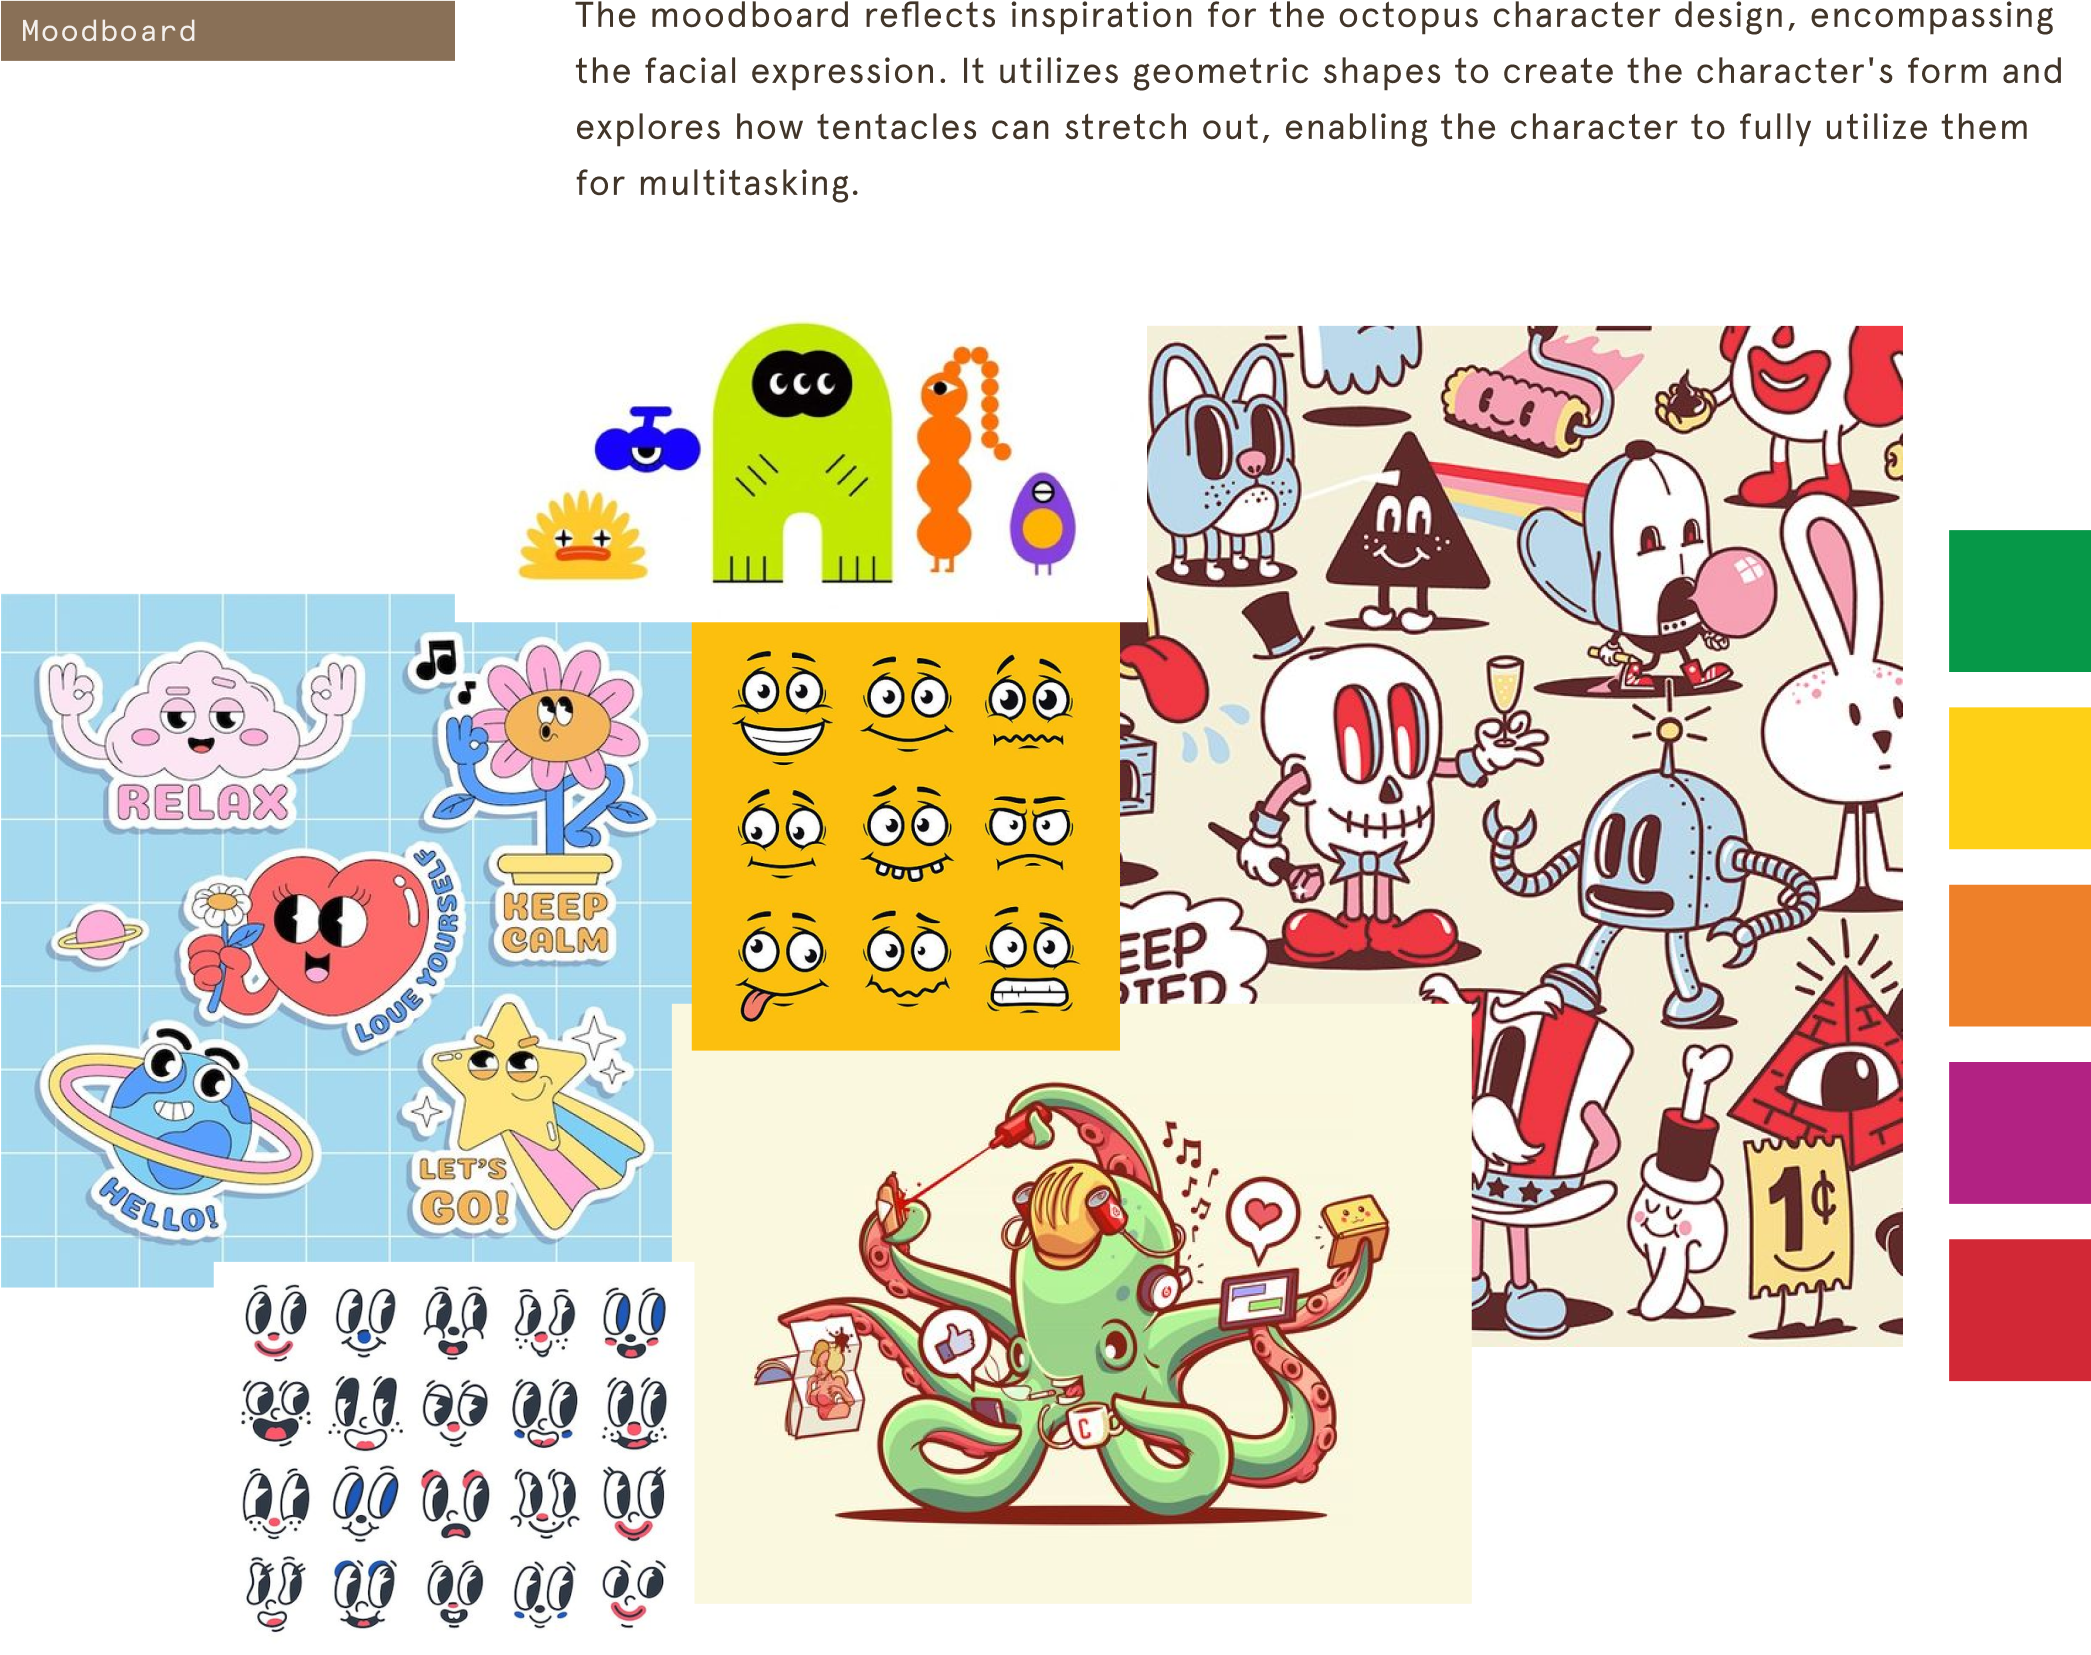 Moodboard
The moodboard reflects inspiration for the octopus character design, encompassing
the facial expression. It utilizes geometric shapes to create the character's form and
explores how tentacles can stretch out, enabling the character to fully utilize them
for multitasking.
RELAX
KEEP
CALM
LOVE YOURSELF
HELLO!
LET'S
GO!
EEP
1¢
C